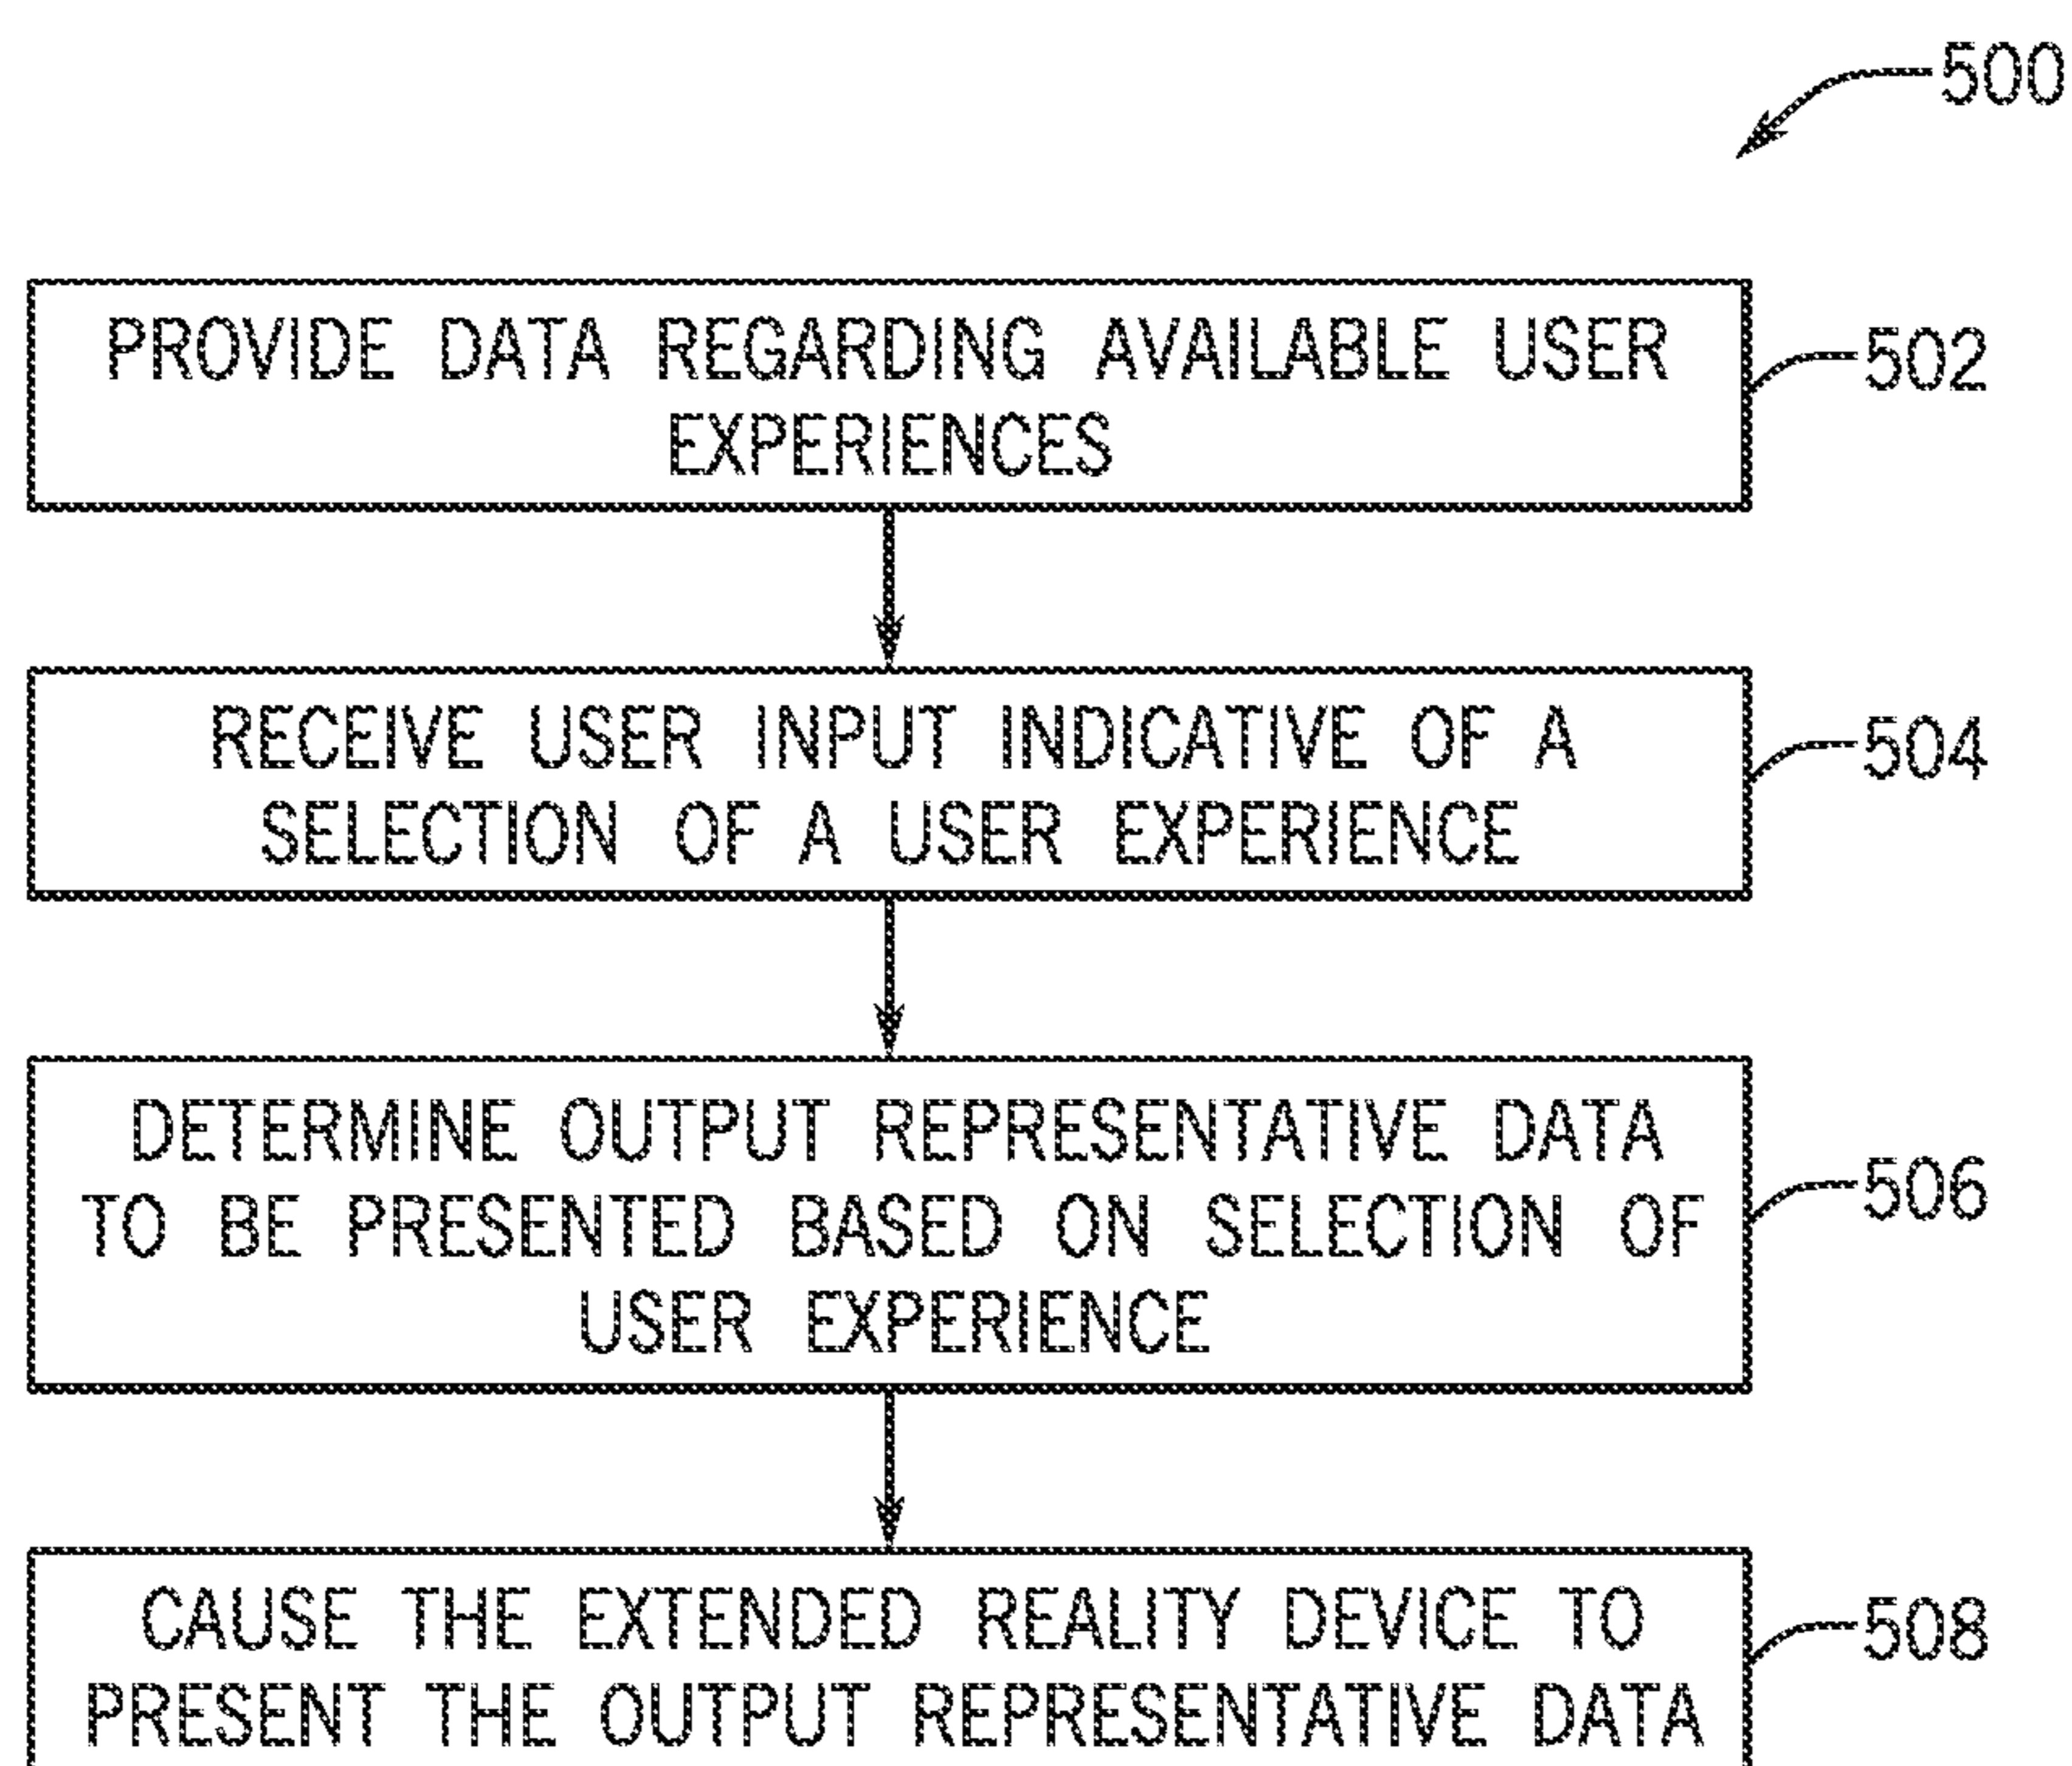 500
PROVIDE DATA REGARDING AVAILABLE USER
EXPERIENCES
502
RECEIVE USER INPUT INDICATIVE OF A
SELECTION OF A USER EXPERIENCE
504
DETERMINE OUTPUT REPRESENTATIVE DATA
TO BE PRESENTED BASED ON SELECTION OF
USER EXPERIENCE
506
CAUSE THE EXTENDED REALITY DEVICE TO
PRESENT THE OUTPUT REPRESENTATIVE DATA
508